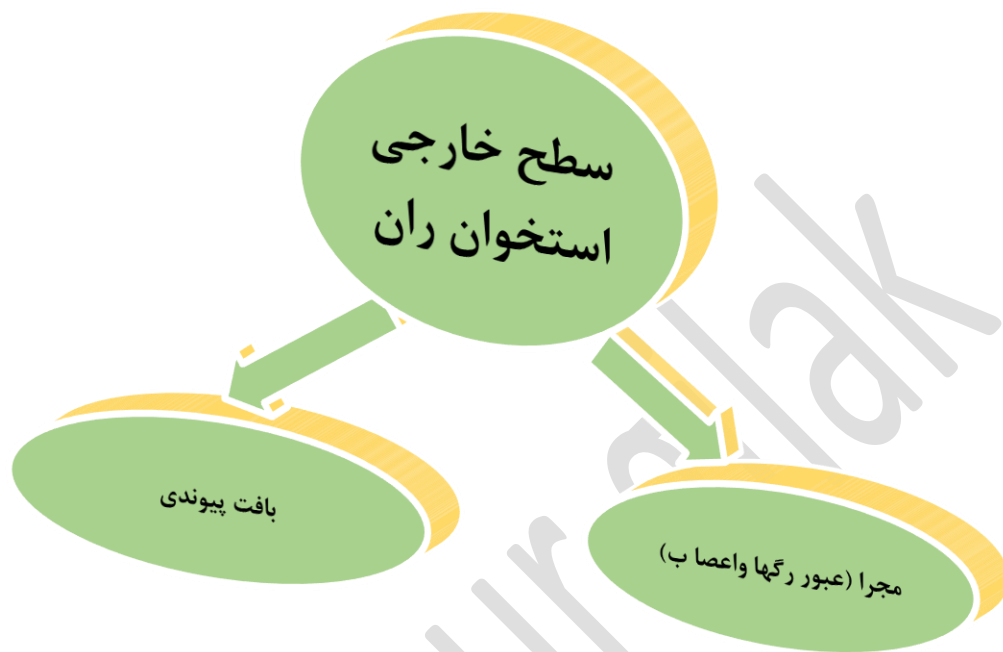 سطح خارجی
استخوان ران
مجرا (عبور رگها واعصا ب)
بافت پیوندی